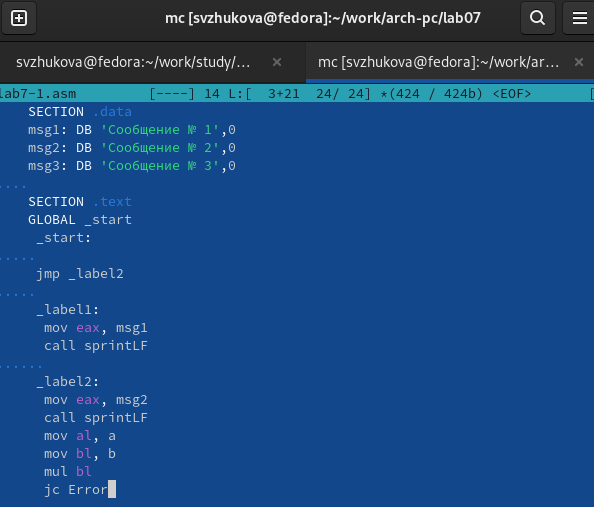 mc [svzhukova@fedora]:~/work/arch-pc/lab07
svzhukova@fedora:~/work/study/... × mc [svzhukova@fedora]:~/work/ar... ×
lab7-1.asm [----] 14 L:[ 3+21 24/ 24] *(424 / 424b) <EOF> [
SECTION .data
msg1: DB 'Сообщение № 1',0
msg2: DB 'Сообщение № 2',0
msg3: DB 'Сообщение № 3',0
....
SECTION .text
GLOBAL _start
_start:
.....
jmp _label2
.....
_label1:
mov eax, msg1
call sprintLF
......
_label2:
mov eax, msg2
call sprintLF
mov al, a
mov bl, b
mul bl
jc Error